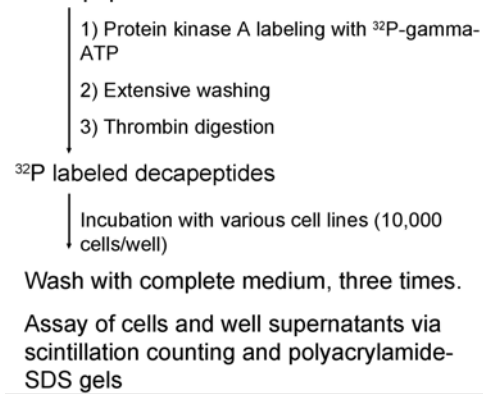 1) Protein kinase A labeling with ³²P-gamma-
ATP
2) Extensive washing
3) Thrombin digestion
³²P labeled decapeptides
Incubation with various cell lines (10,000
cells/well)
Wash with complete medium, three times.
Assay of cells and well supernatants via
scintillation counting and polyacrylamide-
SDS gels